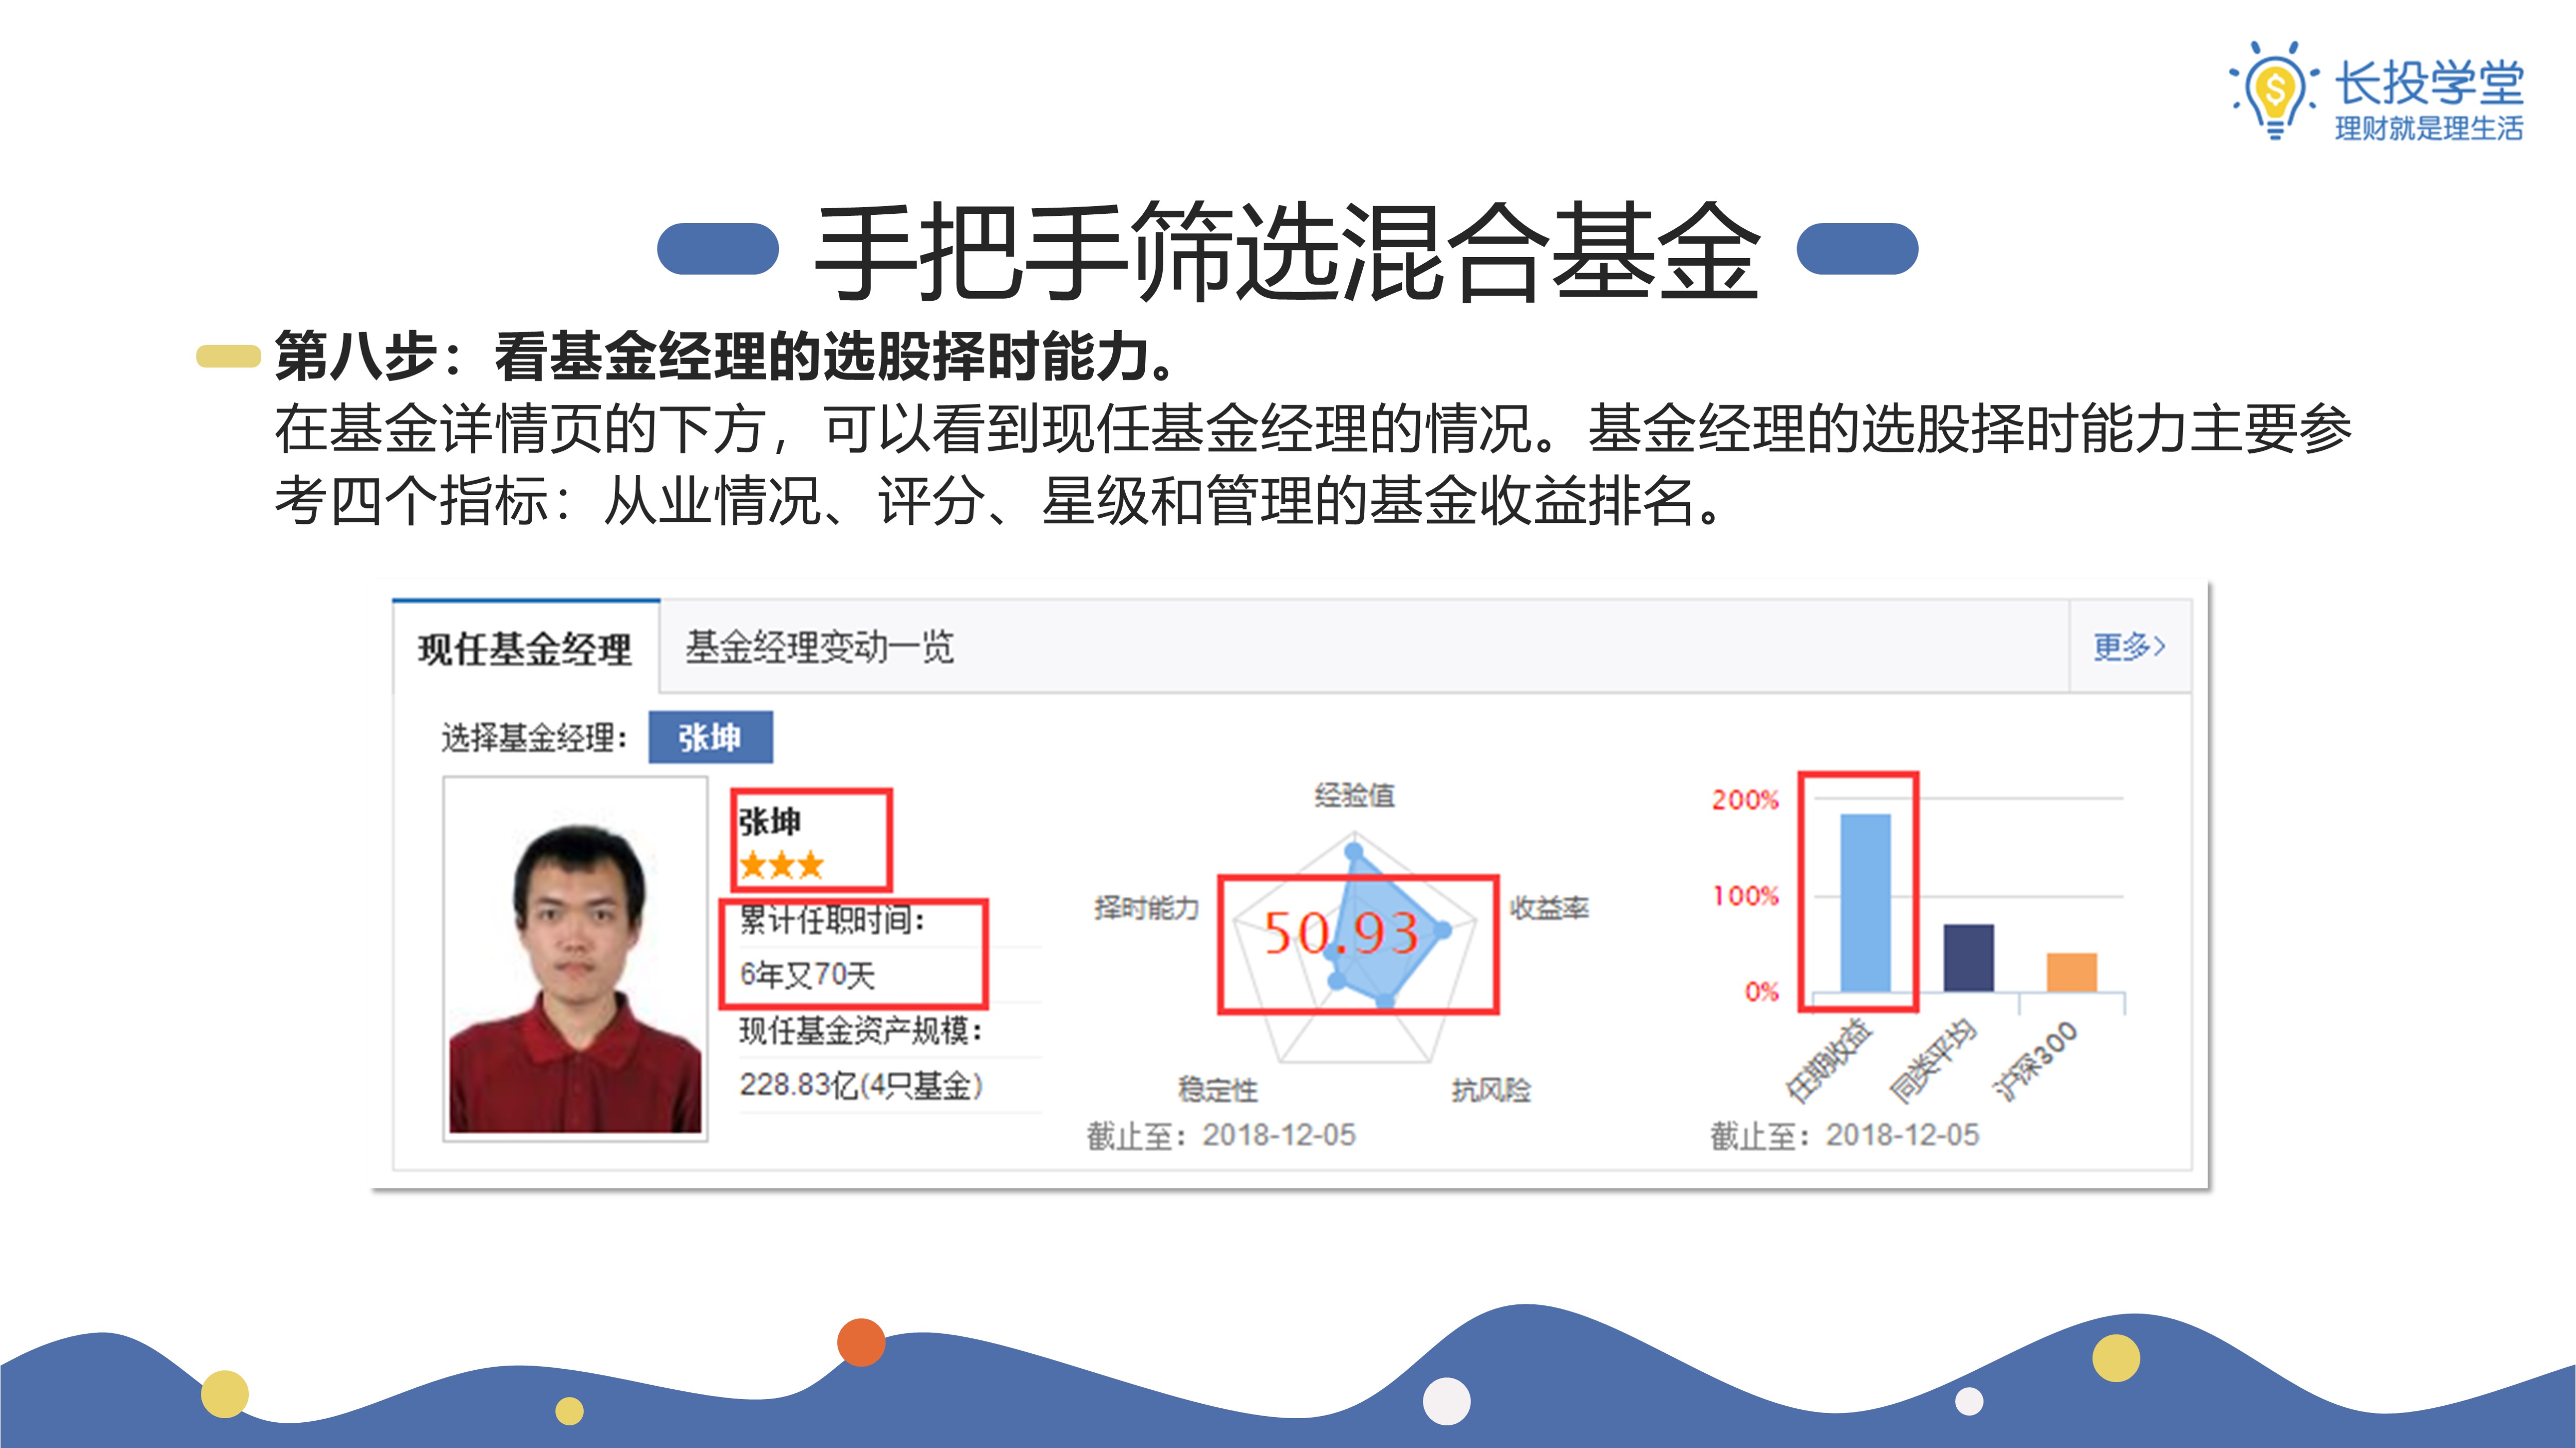 长投学堂
理财就是理生活
手把手筛选混合基金
第八步：看基金经理的选股择时能力。
在基金详情页的下方，可以看到现任基金经理的情况。基金经理的选股择时能力主要参
考四个指标：从业情况、评分、星级和管理的基金收益排名。
现任基金经理
基金经理变动一览
更多>
选择基金经理：
张坤
张坤
★★★
累计任职时间：
6年又70天
现任基金资产规模：
228.83亿(4只基金)
经验值
择时能力
收益率
50.93
稳定性
抗风险
截止至：2018-12-05
200%
100%
0%
任期收益
同类平均
沪深300
截止至：2018-12-05